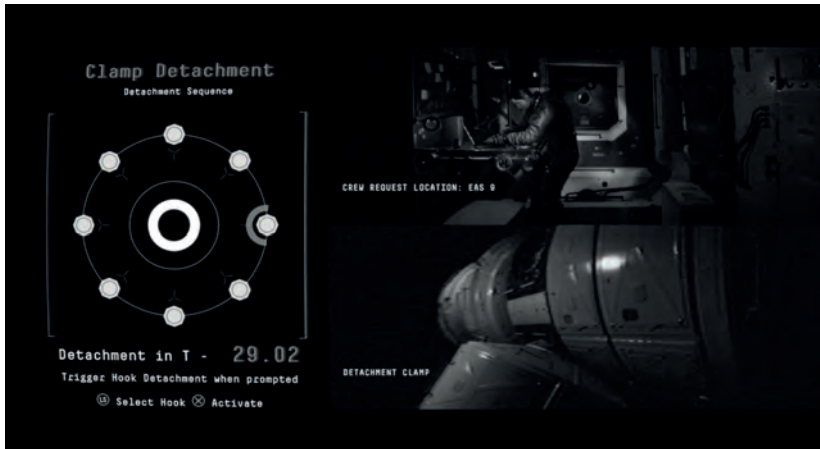 Clamp Detachment
Detachment Sequence
Detachment in T - 29.02
Trigger Hook Detachment when prompted
LS Select Hook X Activate
CREW REQUEST LOCATION: EAS 9
DETACHMENT CLAMP